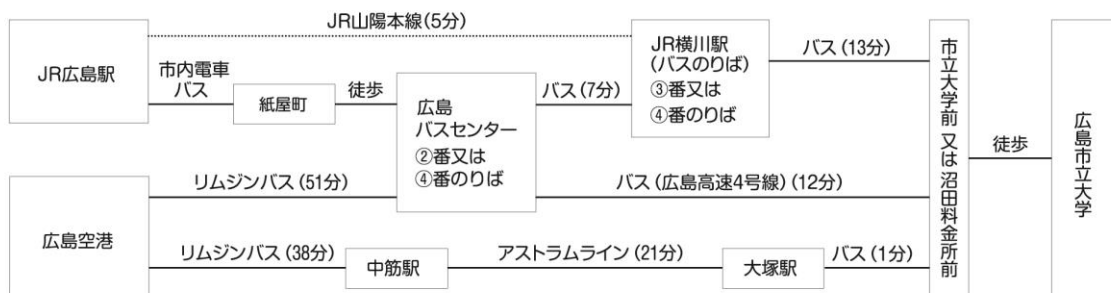 JR山陽本線(5分)
JR広島駅
市内電車
バス
紙屋町
徒歩
広島
バスセンター
②番又は
④番のりば
バス(7分)
JR横川駅
(バスのりば)
③番又は
④番のりば
バス(13分)
広島空港
リムジンバス(51分)
バス(広島高速4号線)(12分)
リムジンバス(38分)
中筋駅
アストラムライン(21分)
大塚駅
バス(1分)
市立大学前 又は 沼田料金所前
徒歩
広島市立大学